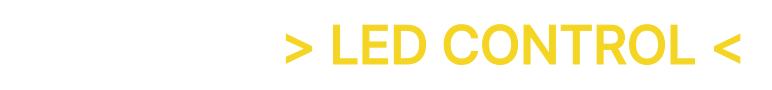 > LED CONTROL <